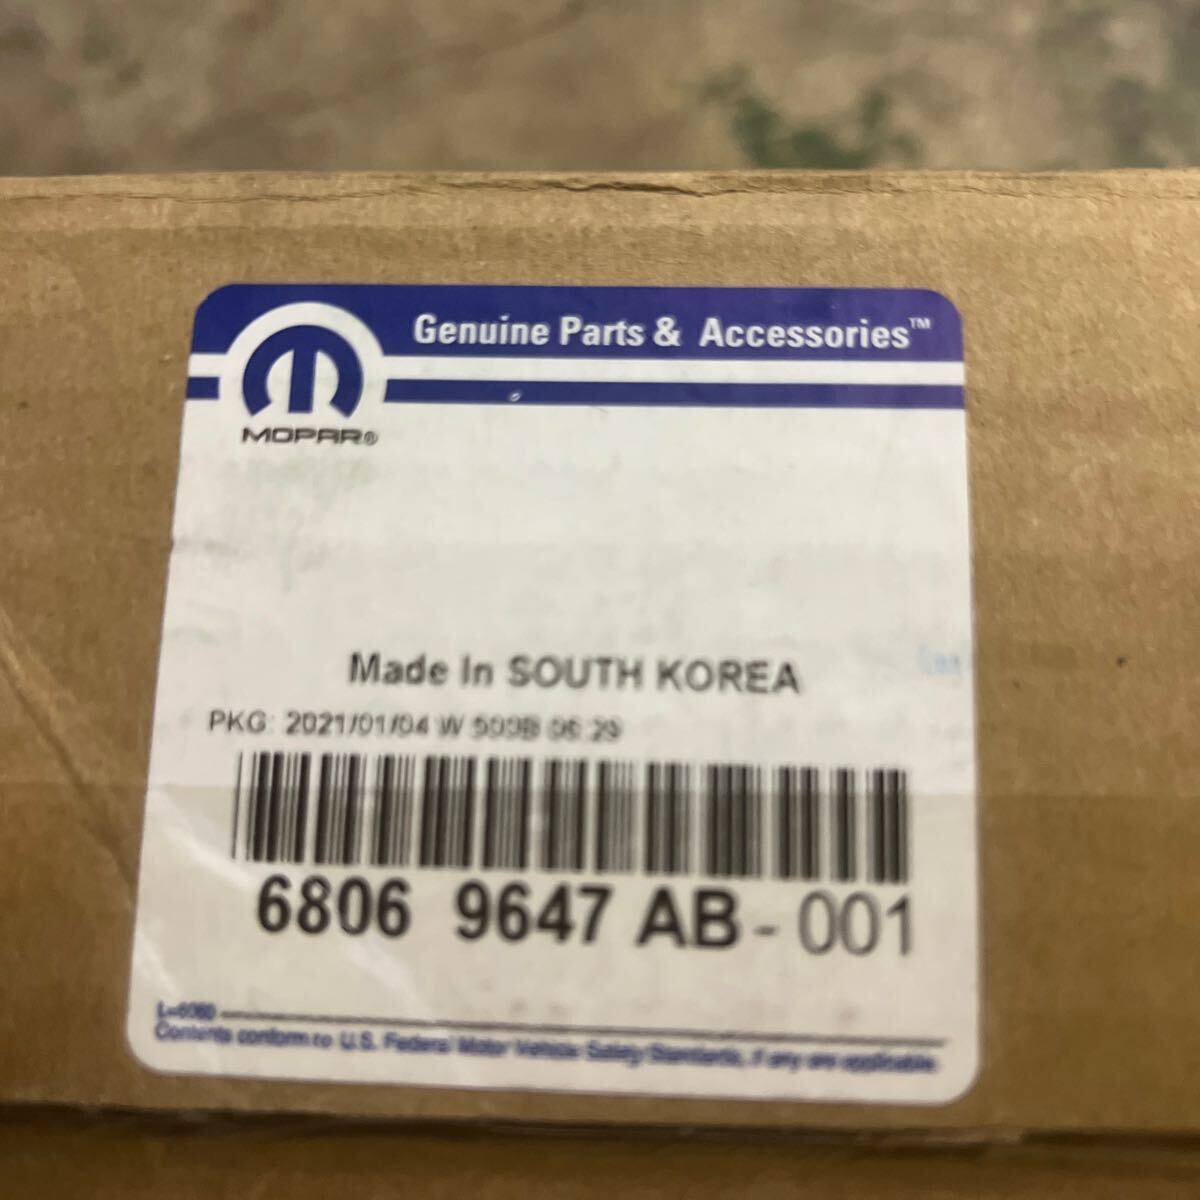 Genuine Parts & Accessories™
MOPAR®
Made In SOUTH KOREA
PKG: 2021/01/04 W
6806 9647 AB-001
Contents conform to U.S. Federal Motor Vehicle Safety Standards, if any are applicable.